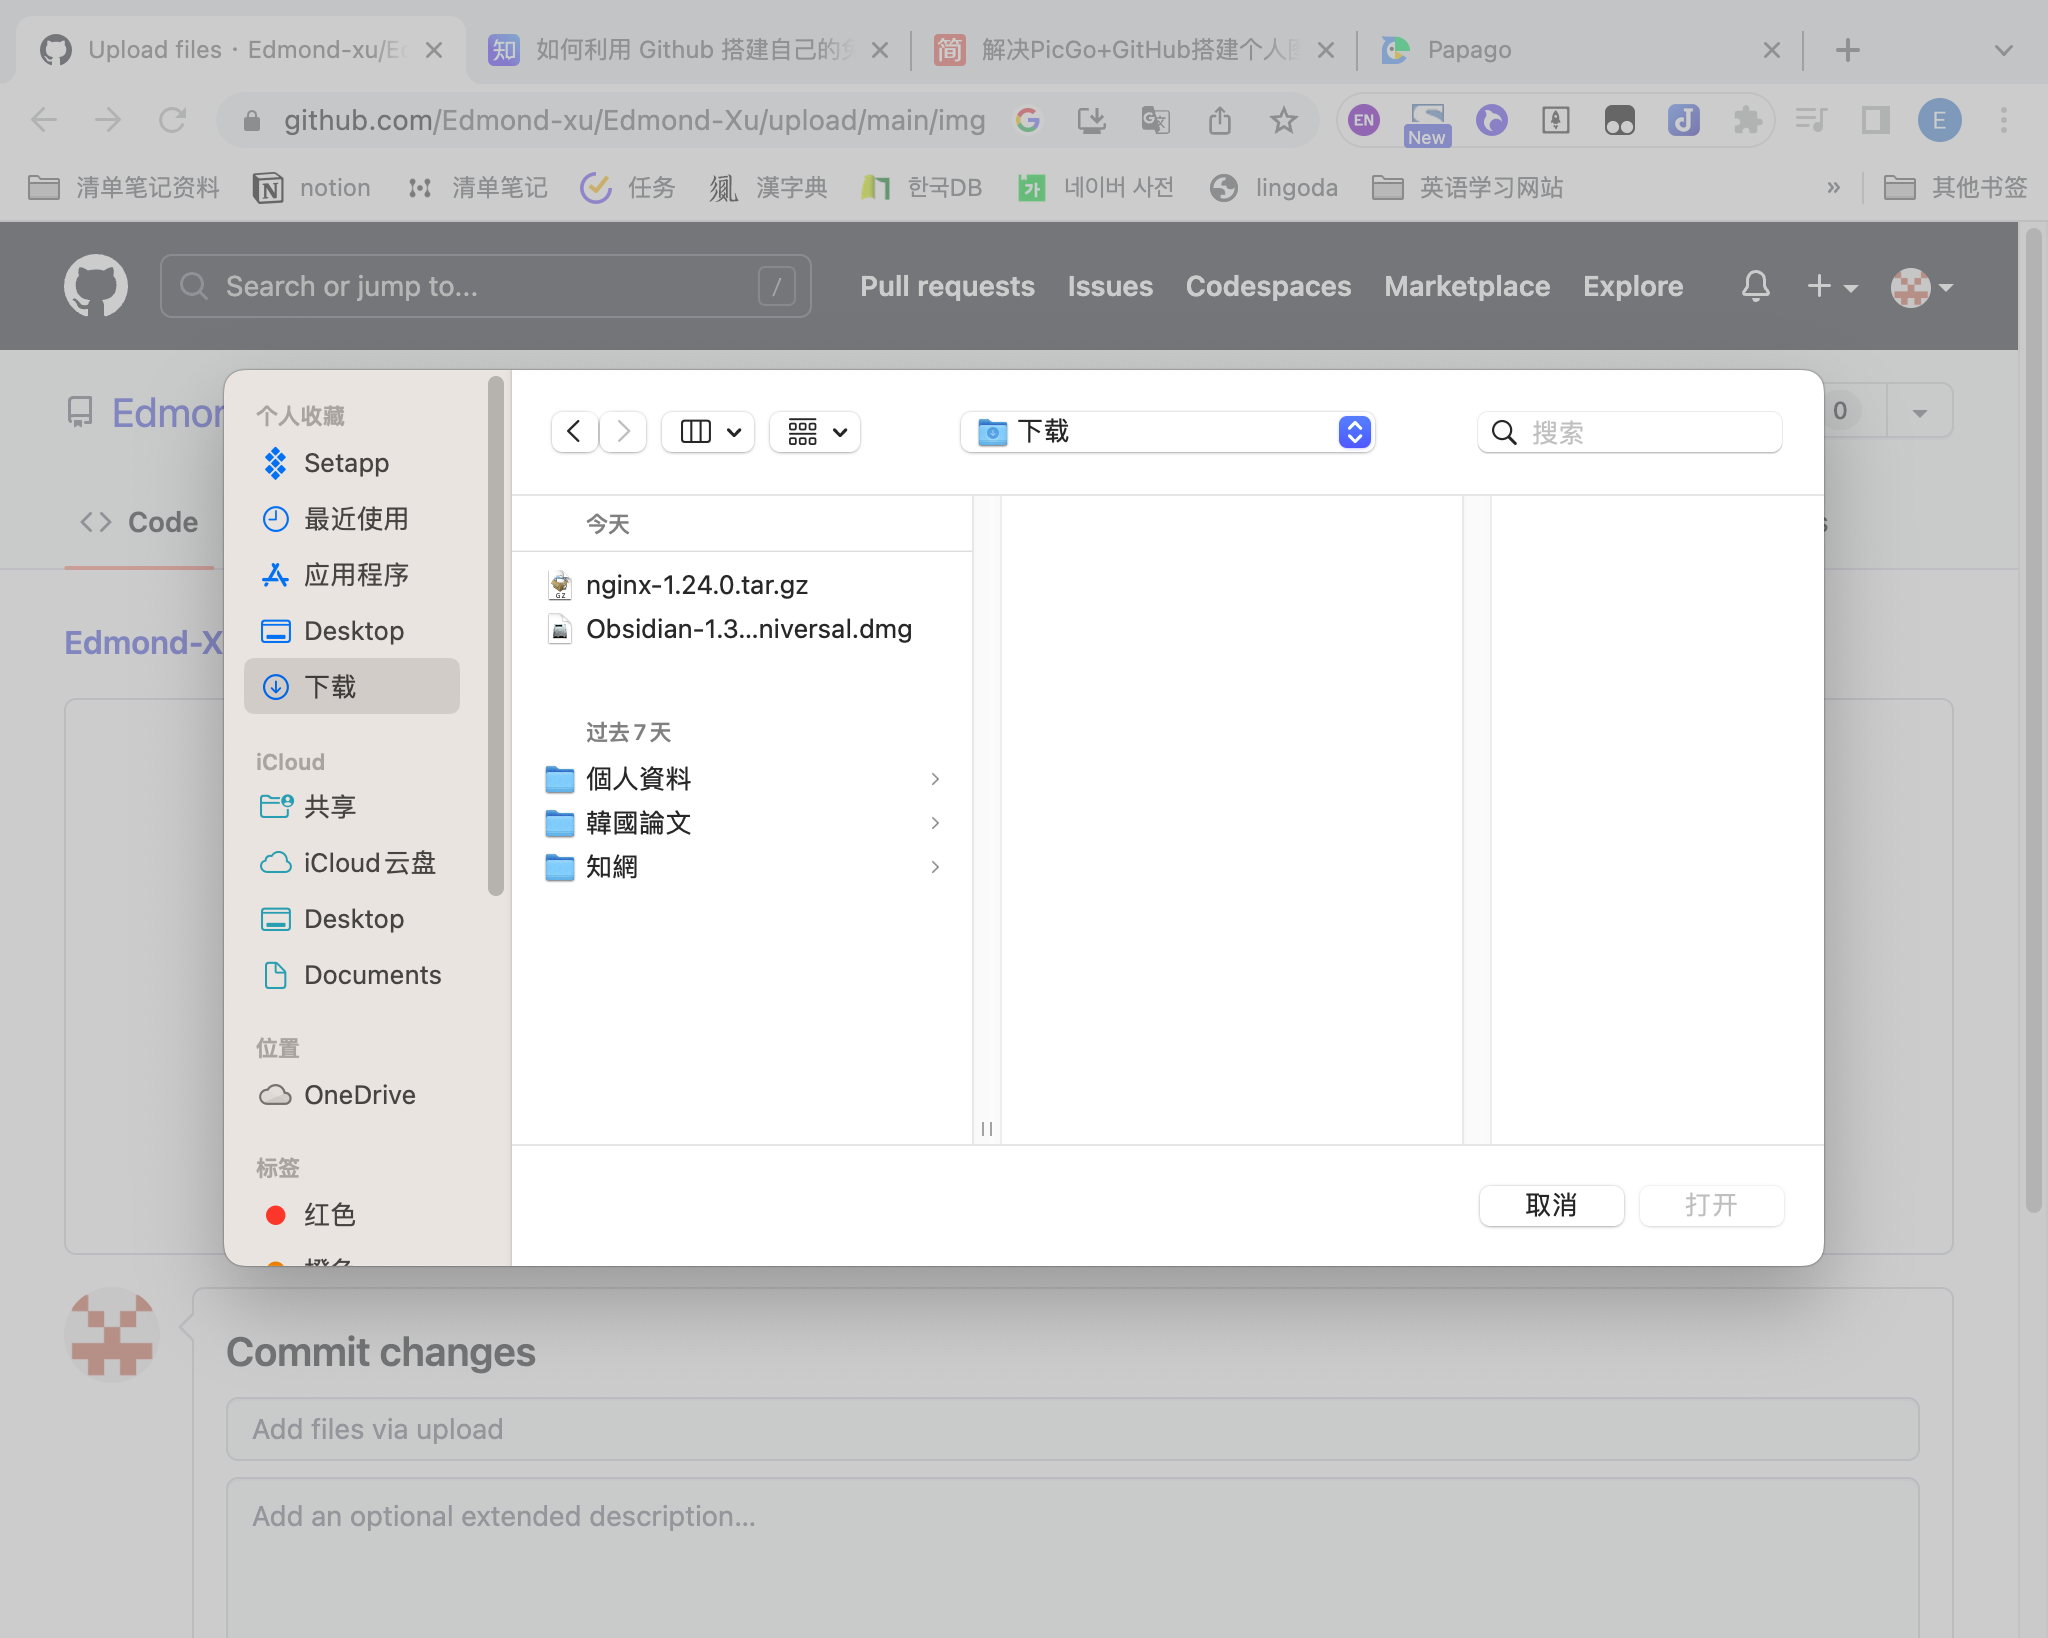 Upload files · Edmond-xu/Ed
知 如何利用 Github 搭建自己的免
简 解决PicGo+GitHub搭建个人图
Papago
github.com/Edmond-xu/Edmond-Xu/upload/main/img
EN
New
E
清单笔记资料
notion
清单笔记
任务
漢字典
한국DB
네이버 사전
lingoda
英语学习网站
»
其他书签
Search or jump to...
/
Pull requests
Issues
Codespaces
Marketplace
Explore
Edmon
0
Code
s
Edmond-X
个人收藏
Setapp
最近使用
应用程序
Desktop
下载
iCloud
共享
iCloud云盘
Desktop
Documents
位置
OneDrive
标签
红色
橙色
下载
搜索
今天
nginx-1.24.0.tar.gz
Obsidian-1.3...niversal.dmg
过去 7 天
個人資料
韓國論文
知網
取消
打开
Commit changes
Add files via upload
Add an optional extended description...